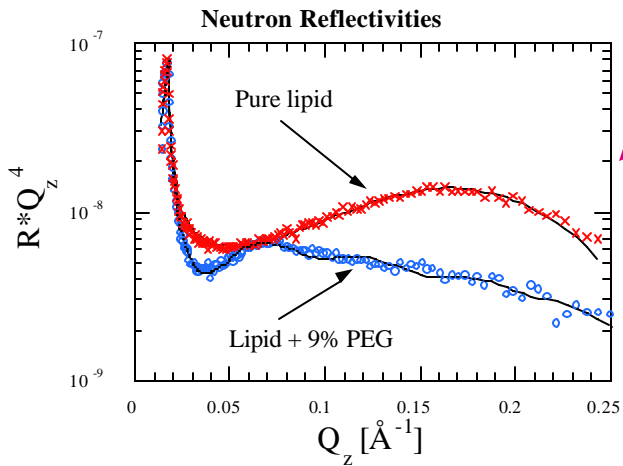 Neutron Reflectivities
10^-7
Pure lipid
R*Q_z^4
10^-8
Lipid + 9% PEG
10^-9
0 0.05 0.1 0.15 0.2 0.25
Q_z [Å^-1]